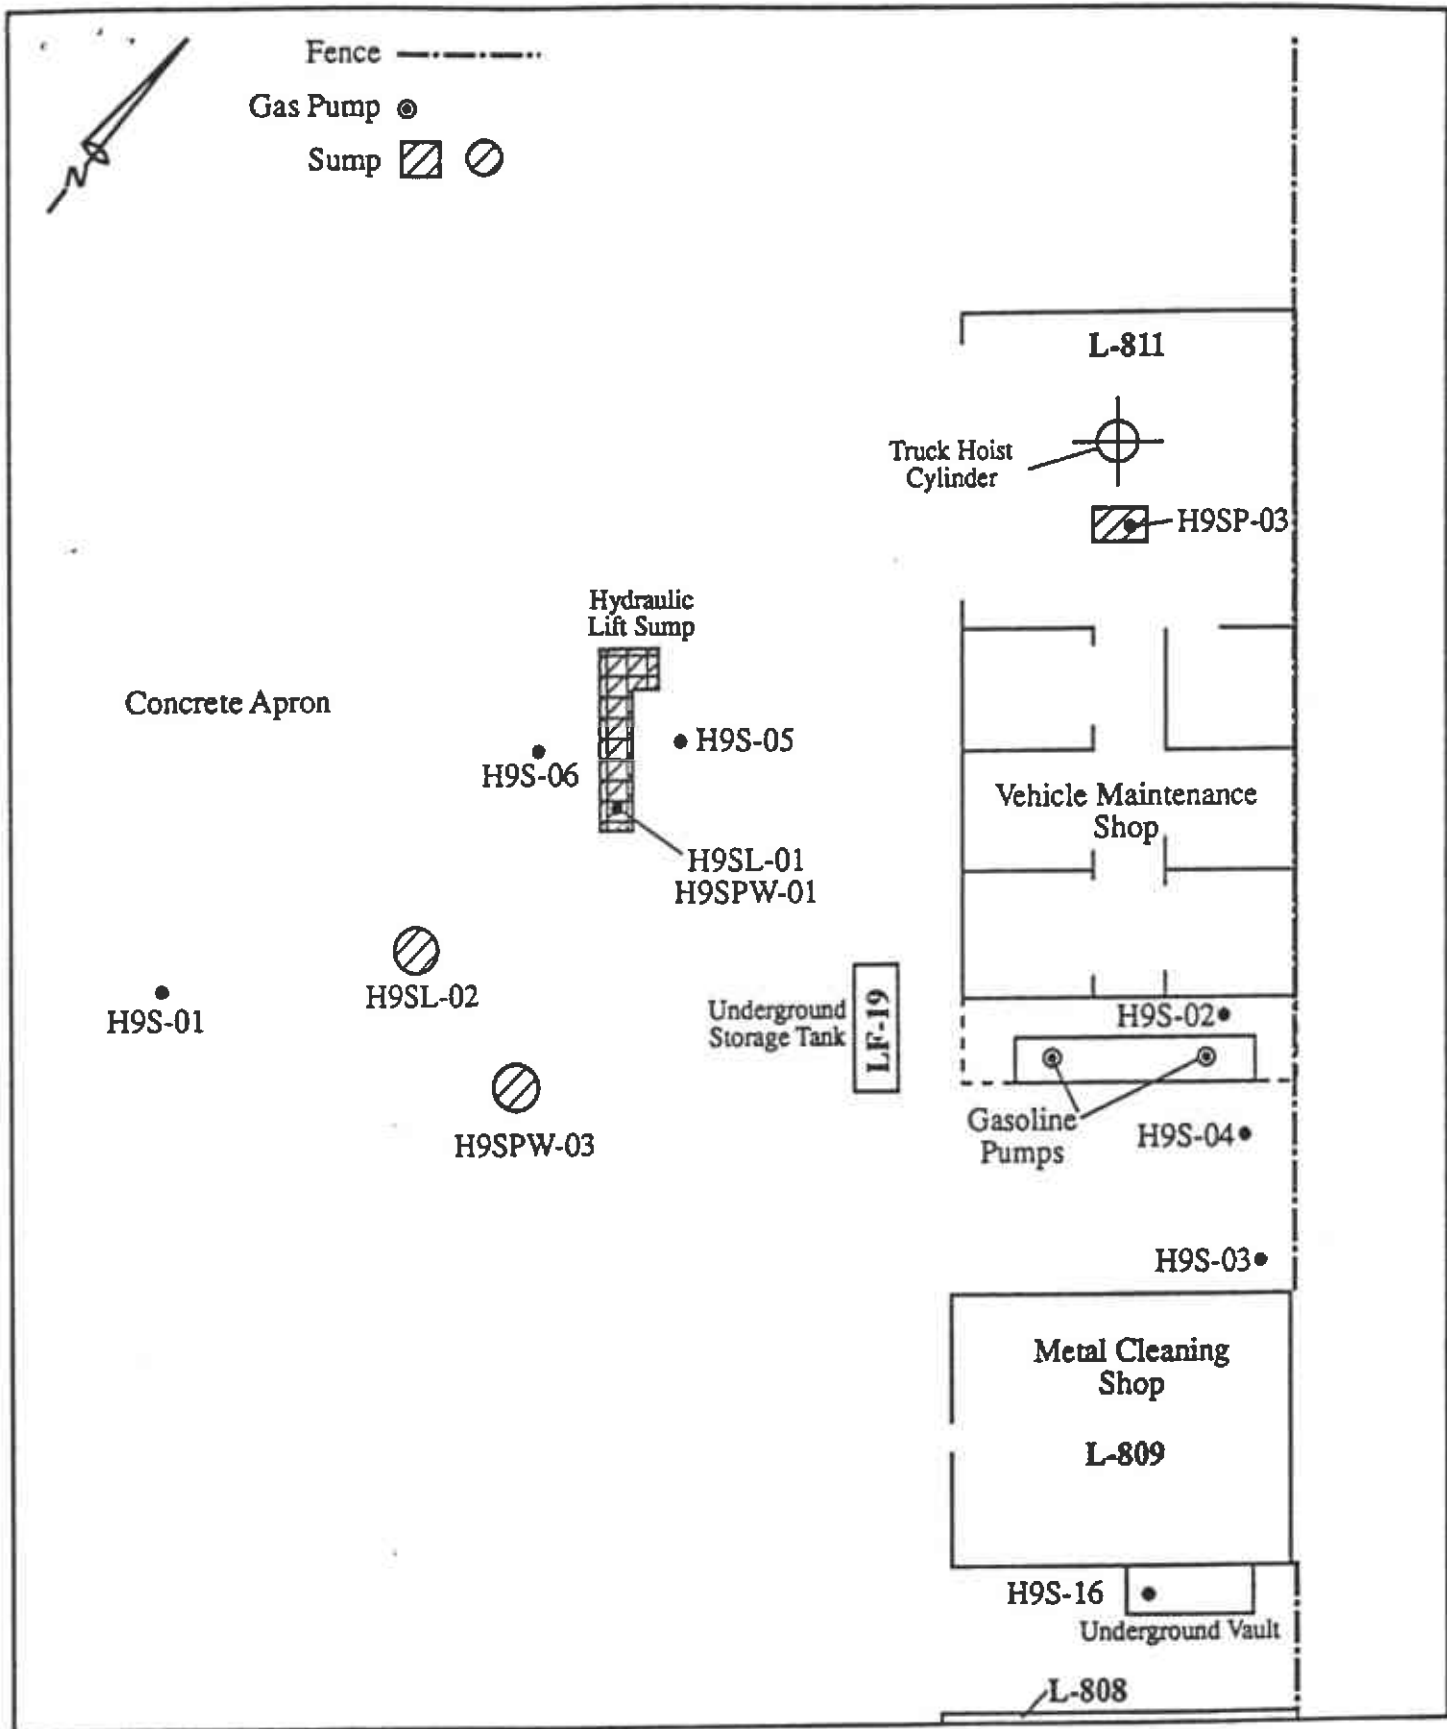 Fence
Gas Pump
Sump
N
L-811
Truck Hoist
Cylinder
H9SP-03
Hydraulic
Lift Sump
Concrete Apron
H9S-05
H9S-06
Vehicle Maintenance
Shop
H9SL-01
H9SPW-01
H9SL-02
H9S-01
Underground
Storage Tank
LF-19
H9S-02
H9SPW-03
Gasoline
Pumps
H9S-04
H9S-03
Metal Cleaning
Shop
L-809
H9S-16
Underground Vault
L-808